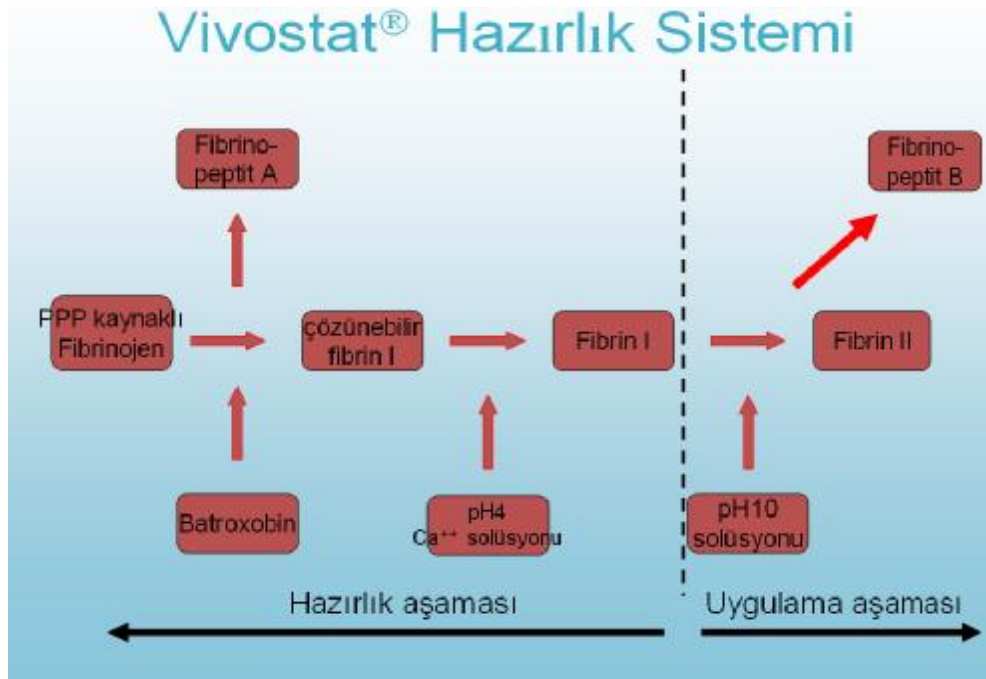 Vivostat® Hazırlık Sistemi
Fibrino-
peptit A
Fibrino-
peptit B
PPP kaynaklı
Fibrinojen
çözünebilir
fibrin I
Fibrin I
Fibrin II
Batroxobin
pH4
Ca⁺⁺ solüsyonu
pH10
solüsyonu
Hazırlık aşaması
Uygulama aşaması